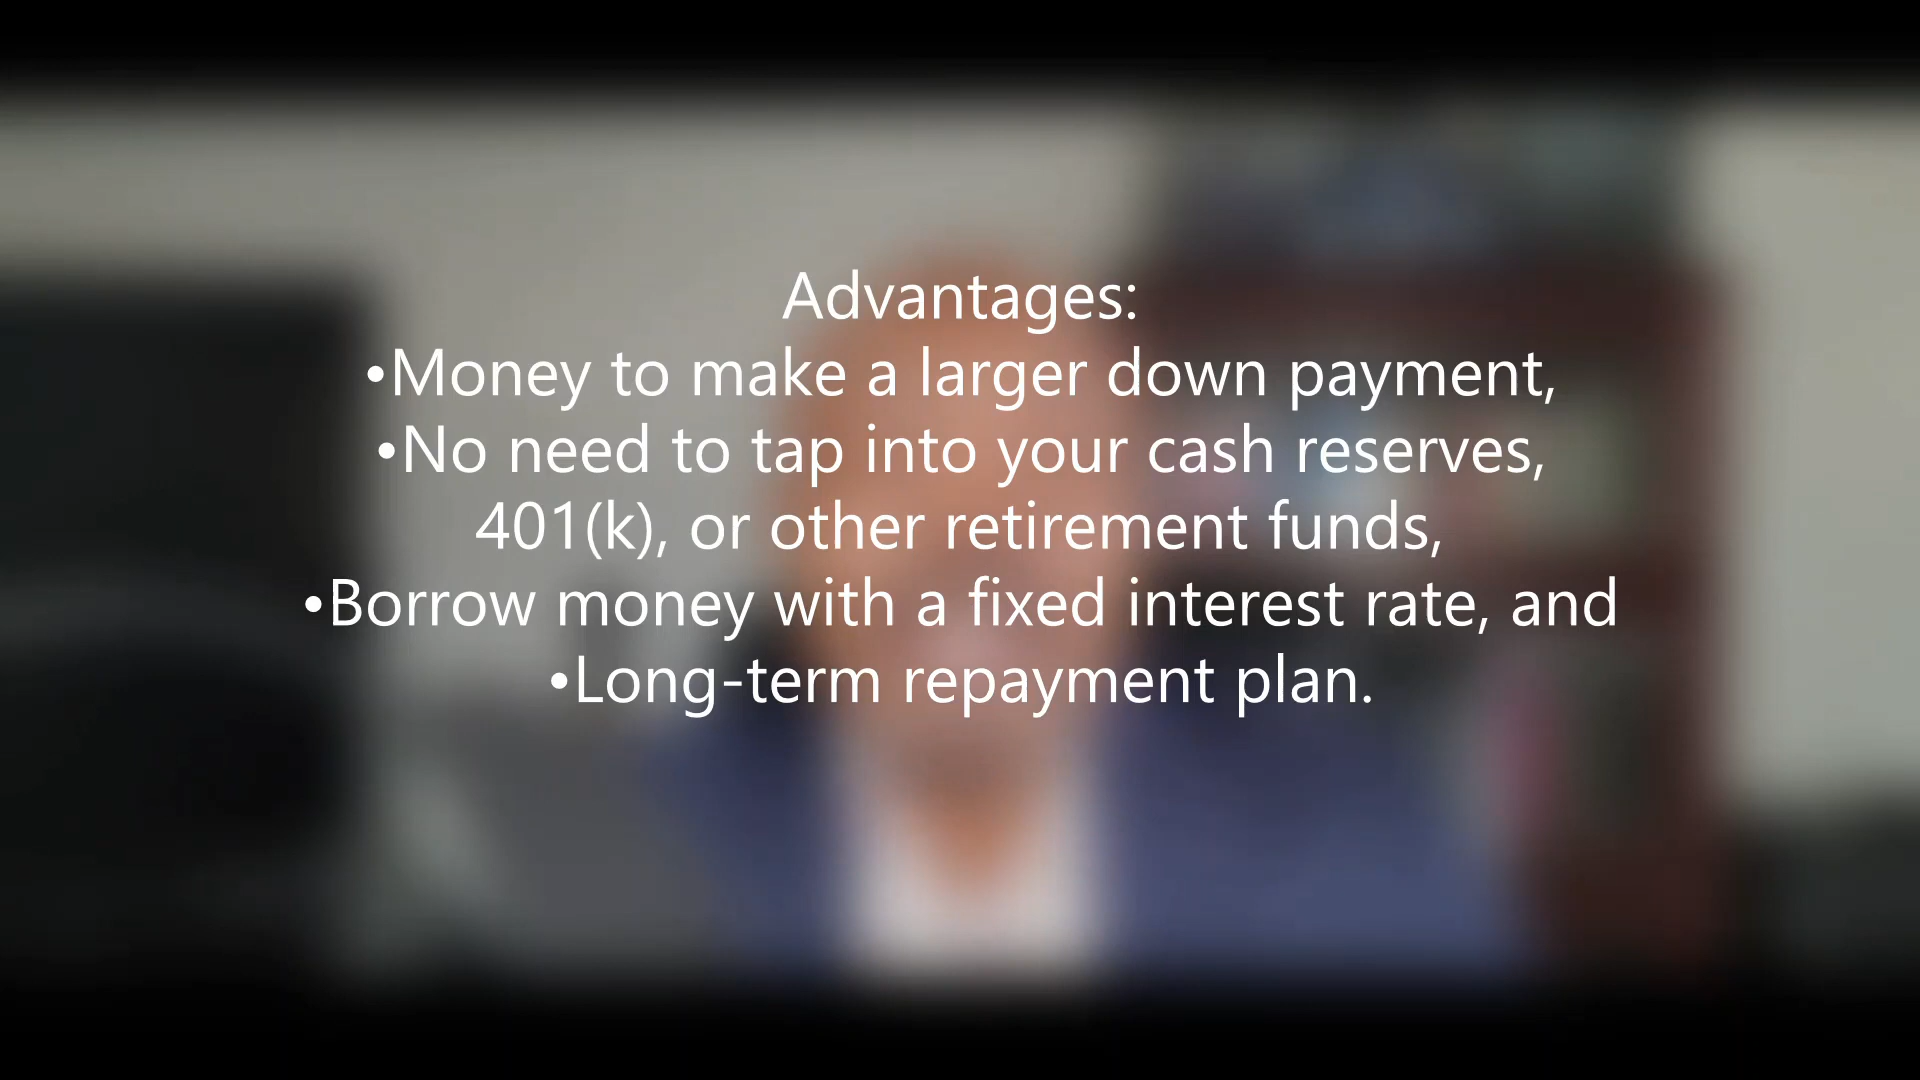 Advantages:
•Money to make a larger down payment,
•No need to tap into your cash reserves,
401(k), or other retirement funds,
•Borrow money with a fixed interest rate, and
•Long-term repayment plan.